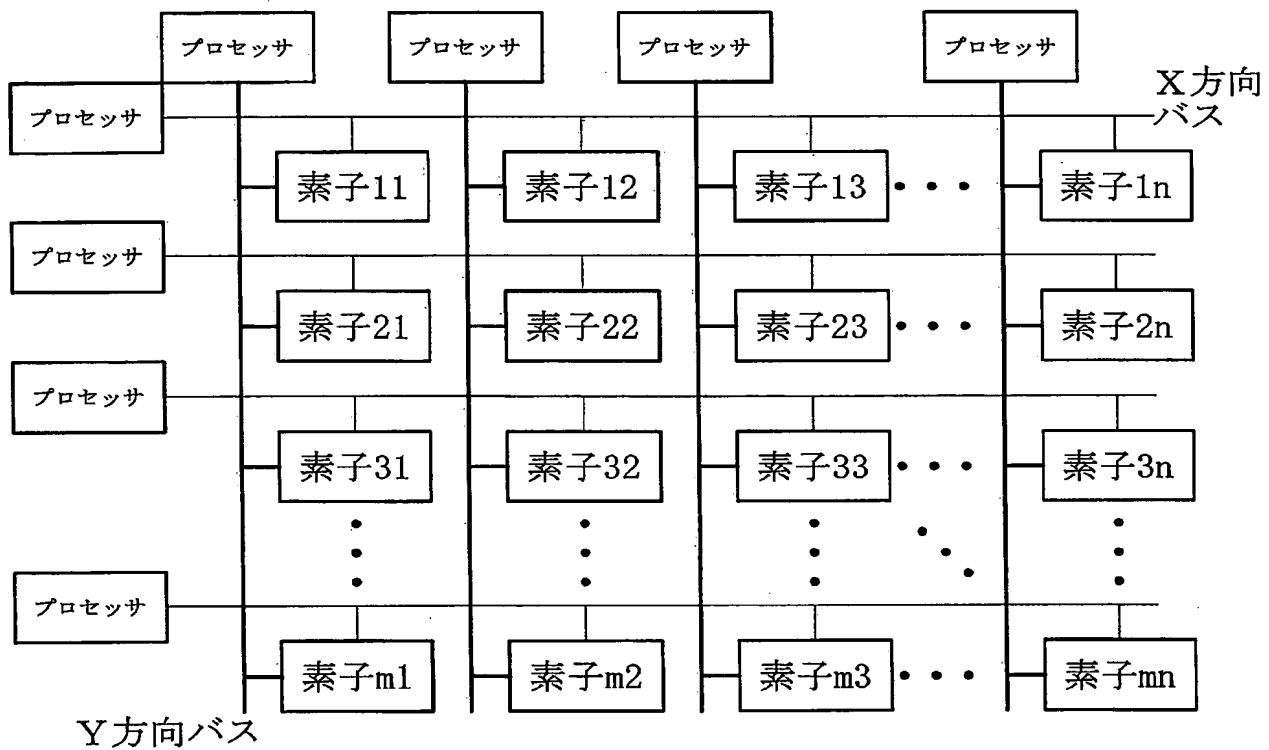 プロセッサ プロセッサ プロセッサ プロセッサ
X方向
バス
プロセッサ
素子11 素子12 素子13 ・・・ 素子1n
プロセッサ
素子21 素子22 素子23 ・・・ 素子2n
プロセッサ
素子31 素子32 素子33 ・・・ 素子3n
プロセッサ
素子m1 素子m2 素子m3 ・・・ 素子mn
Y方向バス